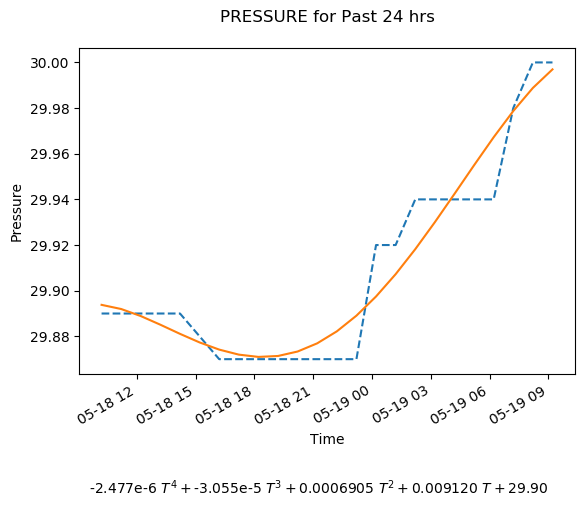 PRESSURE for Past 24 hrs
30.00
29.98
29.96
29.94
29.92
29.90
29.88
Pressure
05-18 12 05-18 15 05-18 18 05-18 21 05-19 00 05-19 03 05-19 06 05-19 09
Time
-2.477e-6 T⁴ + -3.055e-5 T³ + 0.0006905 T² + 0.009120 T + 29.90